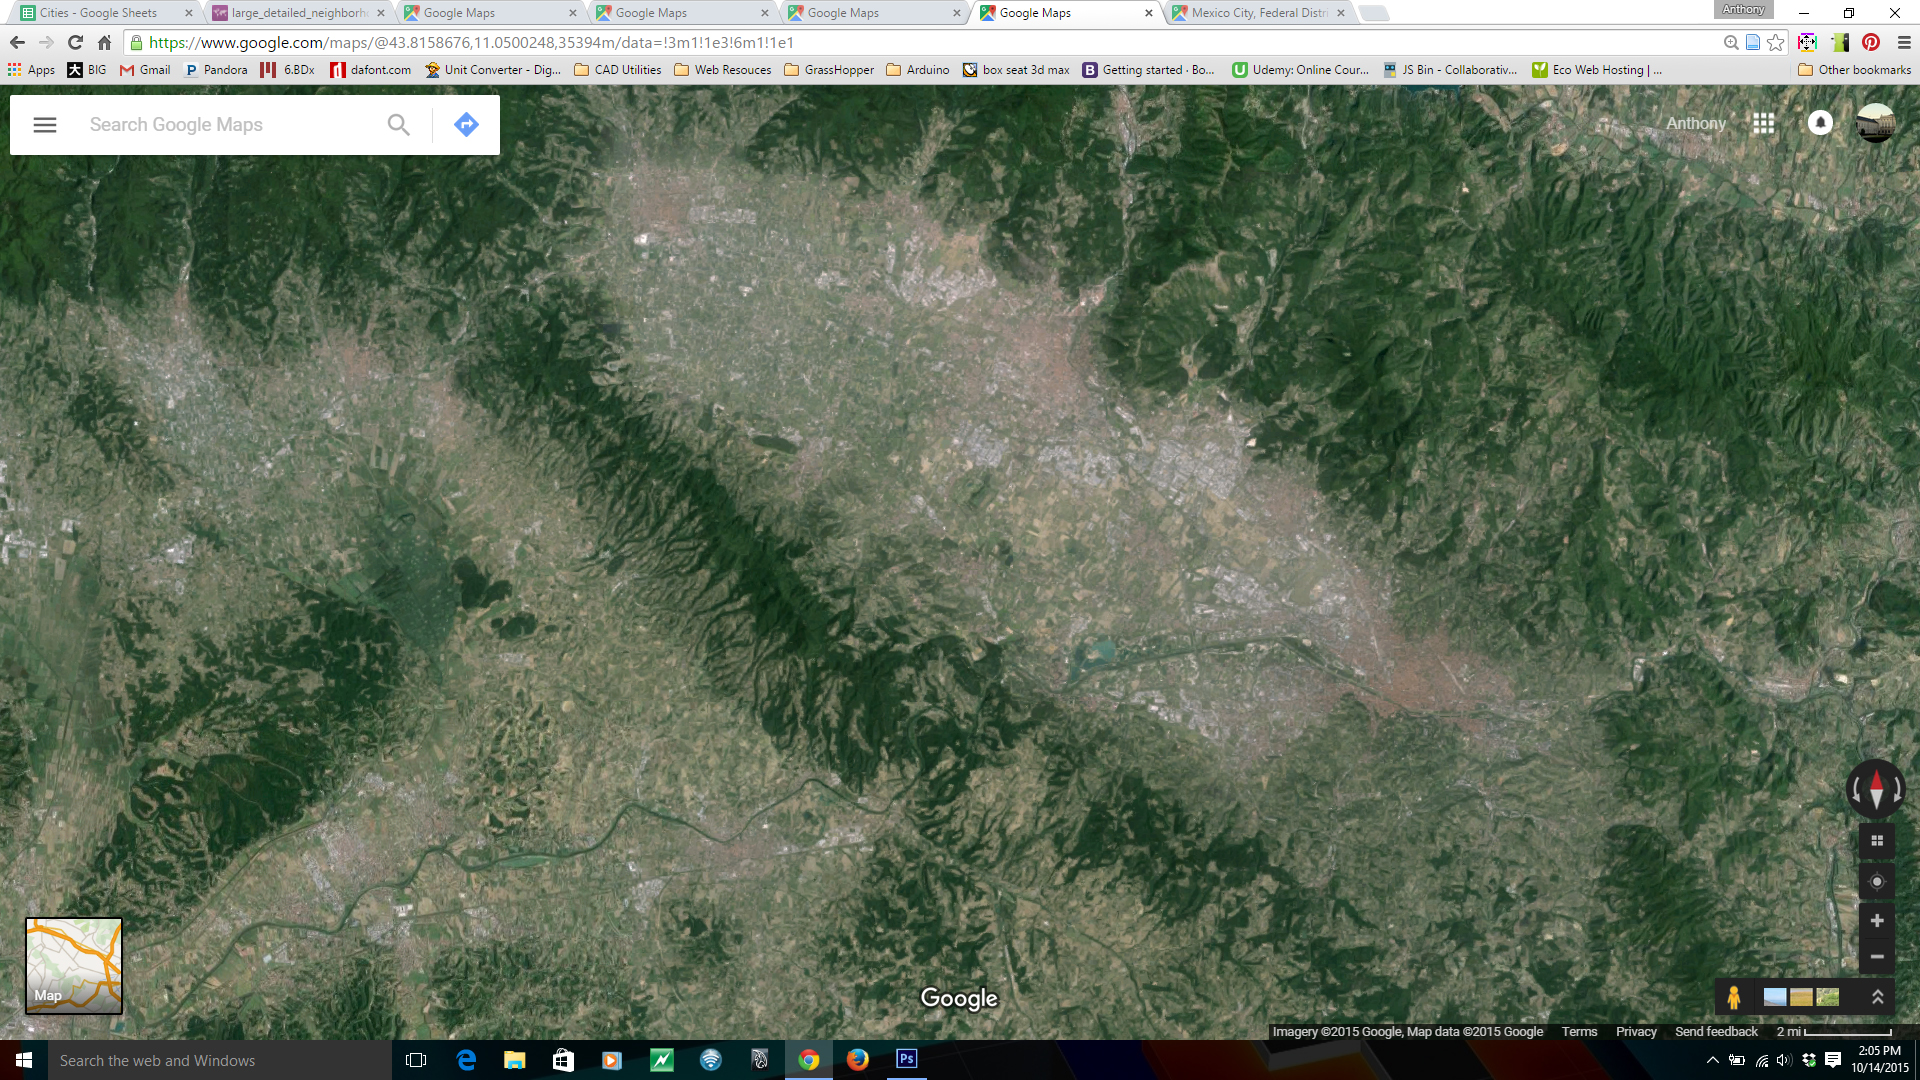 Cities - Google Sheets
large_detailed_neighborh
Google Maps
Google Maps
Google Maps
Google Maps
Mexico City, Federal Distri
Anthony
https://www.google.com/maps/@43.8158676,11.0500248,35394m/data=!3m1!1e3!6m1!1e1
Apps
BIG
Gmail
Pandora
6.BDx
dafont.com
Unit Converter - Dig...
CAD Utilities
Web Resouces
GrassHopper
Arduino
box seat 3d max
Getting started · Bo...
Udemy: Online Cour...
JS Bin - Collaborativ...
Eco Web Hosting | ...
Other bookmarks
Search Google Maps
Anthony
Map
Google
Imagery ©2015 Google, Map data ©2015 Google
Terms
Privacy
Send feedback
2 mi
Search the web and Windows
Ps
2:05 PM
10/14/2015